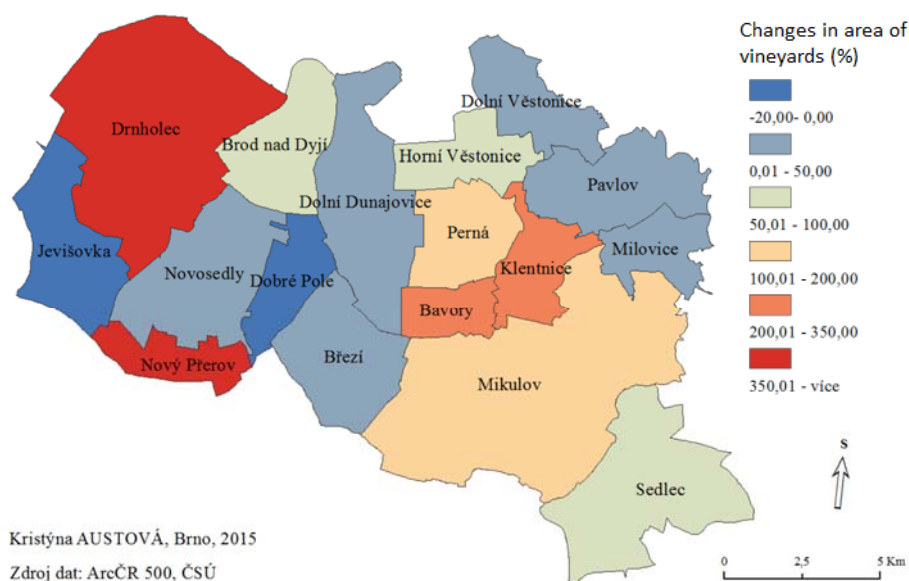 Changes in area of
vineyards (%)
-20,00- 0,00
0,01 - 50,00
50,01 - 100,00
100,01 - 200,00
200,01 - 350,00
350,01 - více
Drnholec
Brod nad Dyjí
Dolní Věstonice
Horní Věstonice
Pavlov
Dolní Dunajovice
Perná
Jevišovka
Novosedly
Dobré Pole
Klentnice
Milovice
Bavory
Nový Přerov
Březí
Mikulov
Sedlec
S
Kristýna AUSTOVÁ, Brno, 2015
Zdroj dat: ArcČR 500, ČSÚ
0 2,5 5 Km